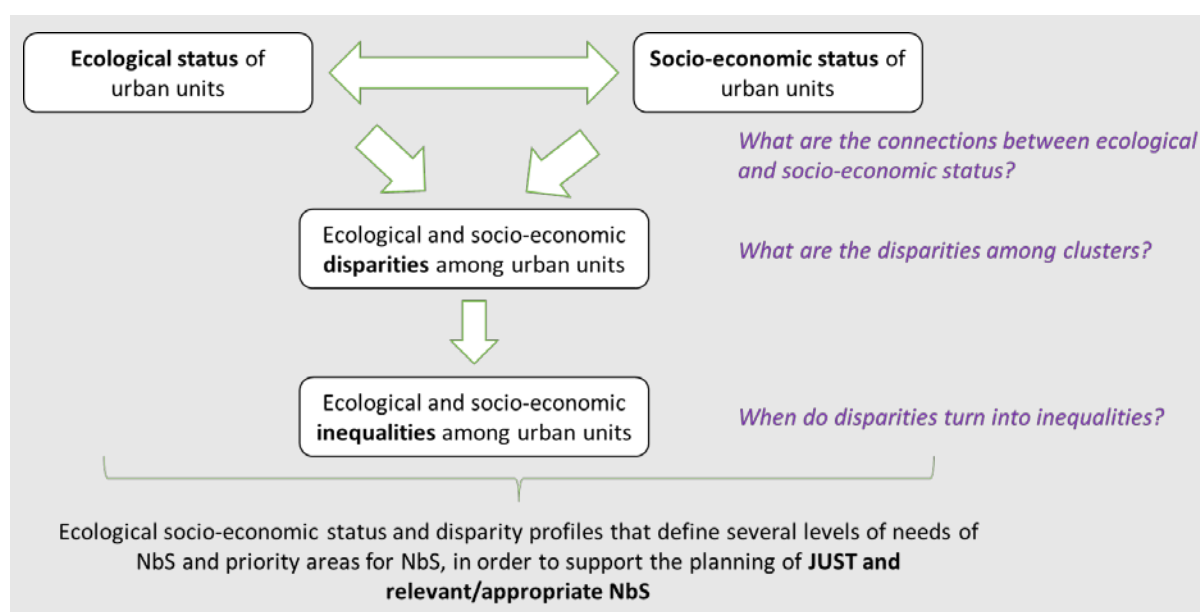 Ecological status of
urban units
Socio-economic status of
urban units
What are the connections between ecological
and socio-economic status?
Ecological and socio-economic
disparities among urban units
What are the disparities among clusters?
Ecological and socio-economic
inequalities among urban units
When do disparities turn into inequalities?
Ecological socio-economic status and disparity profiles that define several levels of needs of
NbS and priority areas for NbS, in order to support the planning of JUST and
relevant/appropriate NbS